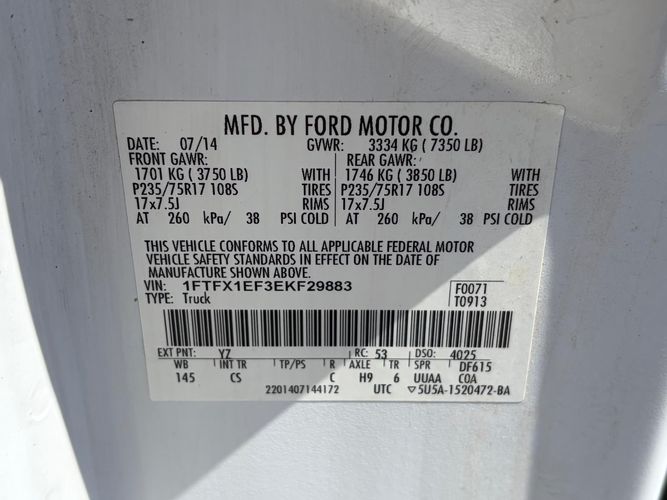 MFD. BY FORD MOTOR CO.
DATE: 07/14 GVWR: 3334 KG ( 7350 LB)
FRONT GAWR: REAR GAWR:
1701 KG ( 3750 LB) WITH 1746 KG ( 3850 LB) WITH
P235/75R17 108S TIRES P235/75R17 108S TIRES
17x7.5J RIMS 17x7.5J RIMS
AT 260 kPa/ 38 PSI COLD AT 260 kPa/ 38 PSI COLD
THIS VEHICLE CONFORMS TO ALL APPLICABLE FEDERAL MOTOR
VEHICLE SAFETY STANDARDS IN EFFECT ON THE DATE OF
MANUFACTURE SHOWN ABOVE.
VIN: 1FTFX1EF3EKF29883 F0071
TYPE: Truck T0913
EXT PNT: YZ RC: 53 DSO: 4025
WB INT TR TP/PS R AXLE TR SPR DF615
145 CS C H9 6 UUAA COA
2201407144172 UTC ▽5U5A-1520472-BA